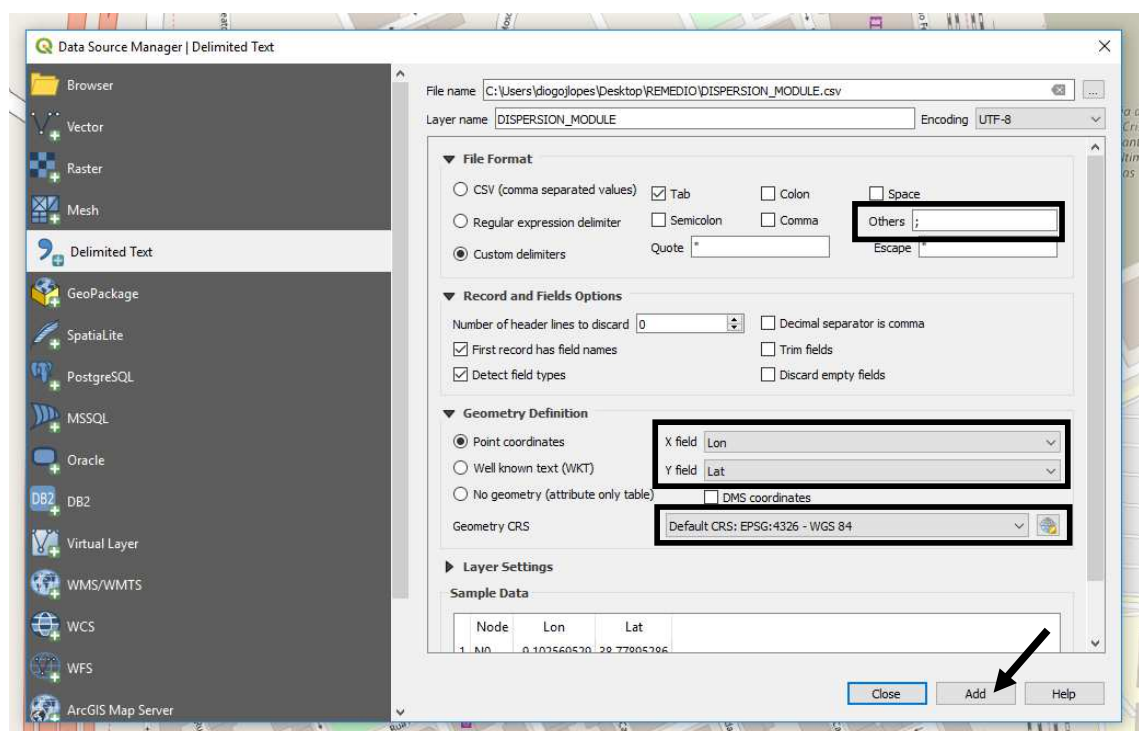 Data Source Manager | Delimited Text
Browser
Vector
Raster
Mesh
Delimited Text
GeoPackage
SpatiaLite
PostgreSQL
MSSQL
Oracle
DB2 DB2
Virtual Layer
WMS/WMTS
WCS
WFS
ArcGIS Map Server
File name C:\Users\diogojlopes\Desktop\REMEDIO\DISPERSION_MODULE.csv ...
Layer name DISPERSION_MODULE Encoding UTF-8
File Format
CSV (comma separated values) Tab Colon Space
Regular expression delimiter Semicolon Comma Others ;
Custom delimiters Quote " Escape "
Record and Fields Options
Number of header lines to discard 0 Decimal separator is comma
First record has field names Trim fields
Detect field types Discard empty fields
Geometry Definition
Point coordinates X field Lon
Well known text (WKT) Y field Lat
No geometry (attribute only table) DMS coordinates
Geometry CRS Default CRS: EPSG:4326 - WGS 84
Layer Settings
Sample Data
Node Lon Lat
1 N0
Close Add Help